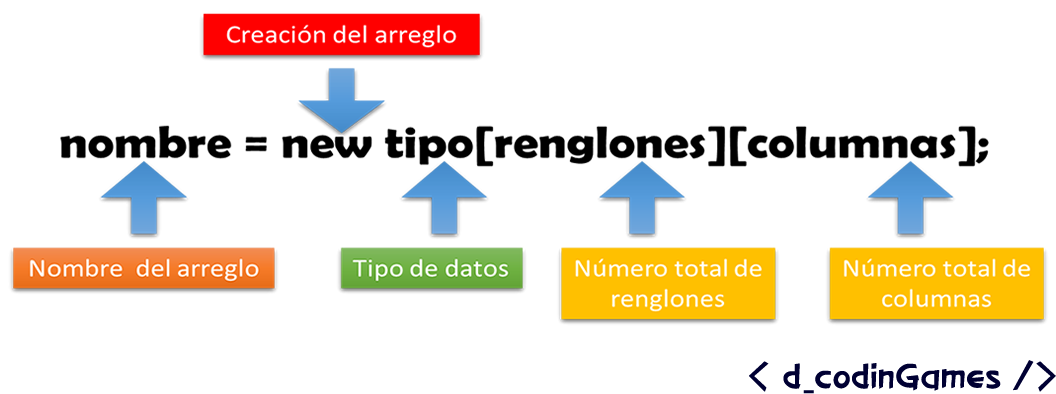 Creación del arreglo
nombre = new tipo[renglones][columnas];
Nombre del arreglo
Tipo de datos
Número total de
renglones
Número total de
columnas
< d_codinGames />